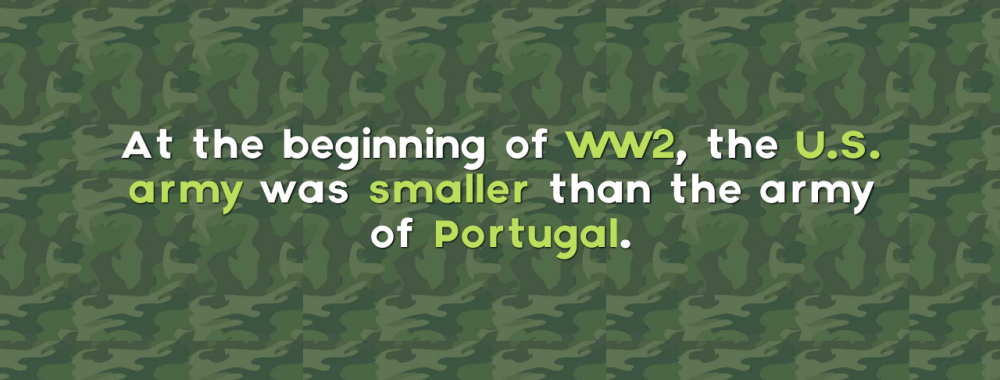 At the beginning of WW2, the U.S.
army was smaller than the army
of Portugal.